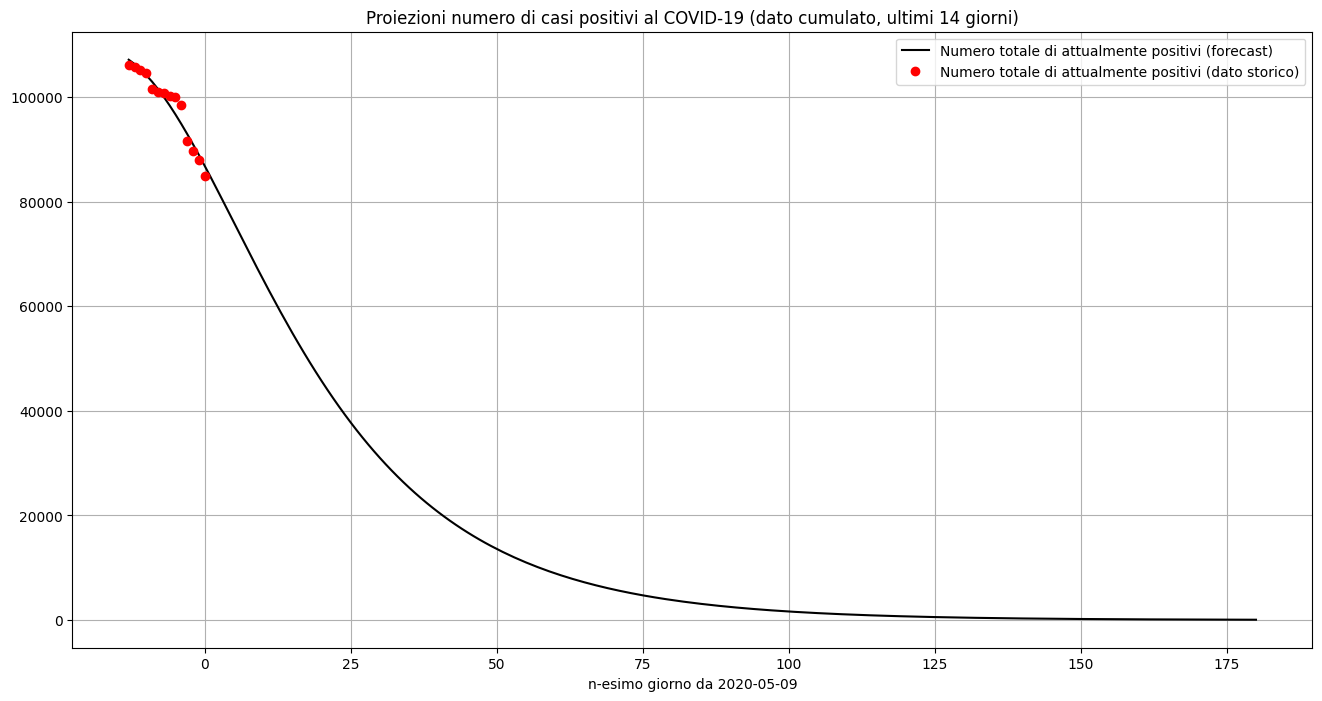 Proiezioni numero di casi positivi al COVID-19 (dato cumulato, ultimi 14 giorni)
Numero totale di attualmente positivi (forecast)
Numero totale di attualmente positivi (dato storico)
100000
80000
60000
40000
20000
0
0 25 50 75 100 125 150 175
n-esimo giorno da 2020-05-09